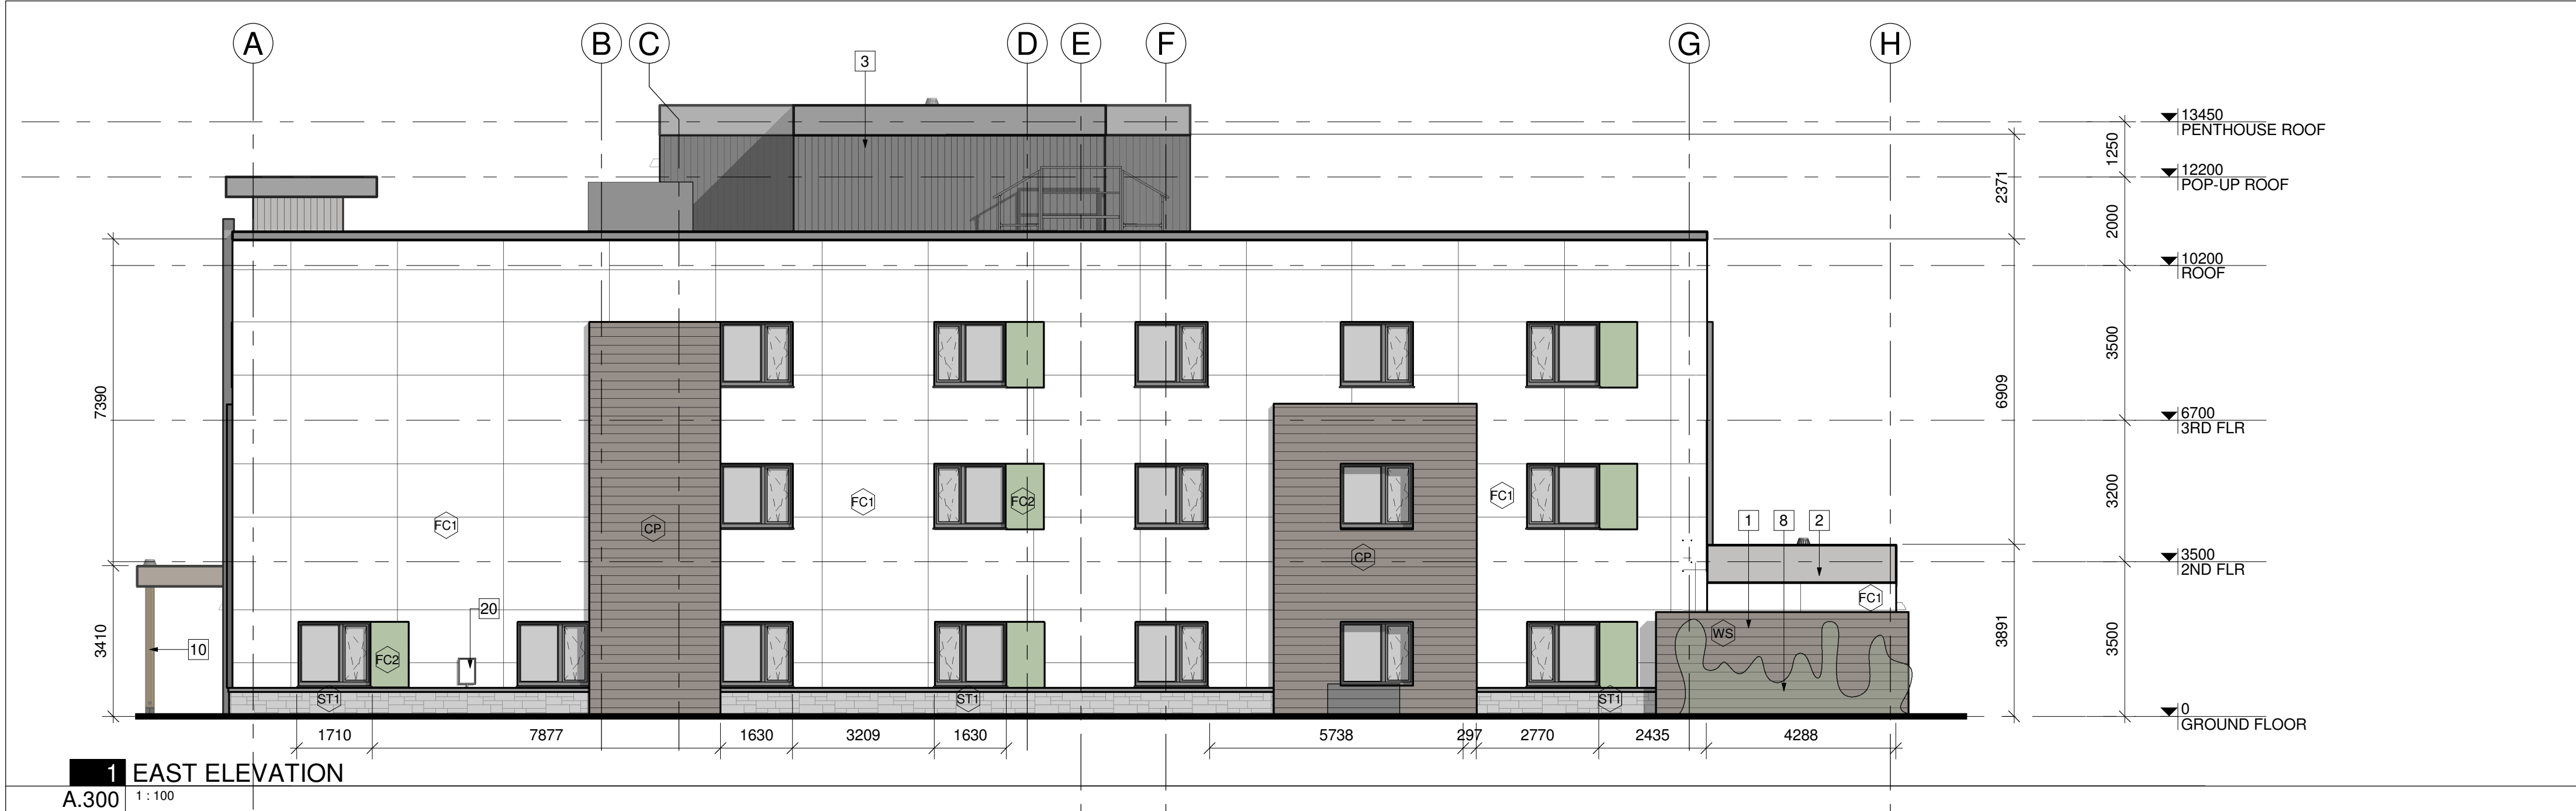 A B C D E F G H
3
13450
PENTHOUSE ROOF
1250
12200
POP-UP ROOF
2371
2000
10200
ROOF
3500
7390
6909
6700
3RD FLR
3200
FC1 CP FC1 FC2 CP FC1
1 8 2
3500
2ND FLR
FC1
20
WS
10
FC2
3410
3891
3500
ST1 ST1 ST1
0
GROUND FLOOR
1710 7877 1630 3209 1630 5738 297 2770 2435 4288
1 EAST ELEVATION
A.300 1 : 100